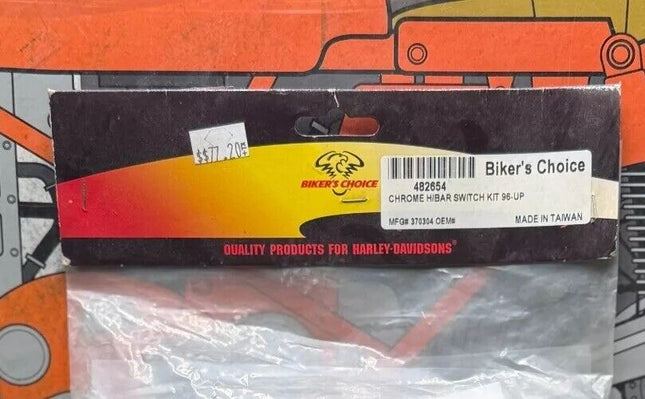 $$77.20
BIKER'S CHOICE
482654
Biker's Choice
CHROME H/BAR SWITCH KIT 96-UP
MFG# 370304 OEM#
MADE IN TAIWAN
QUALITY PRODUCTS FOR HARLEY-DAVIDSONS®